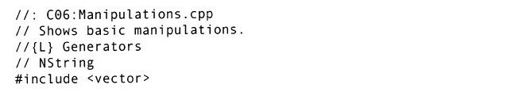 //: C06:Manipulations.cpp
// Shows basic manipulations.
//{L} Generators
// NString
#include <vector>